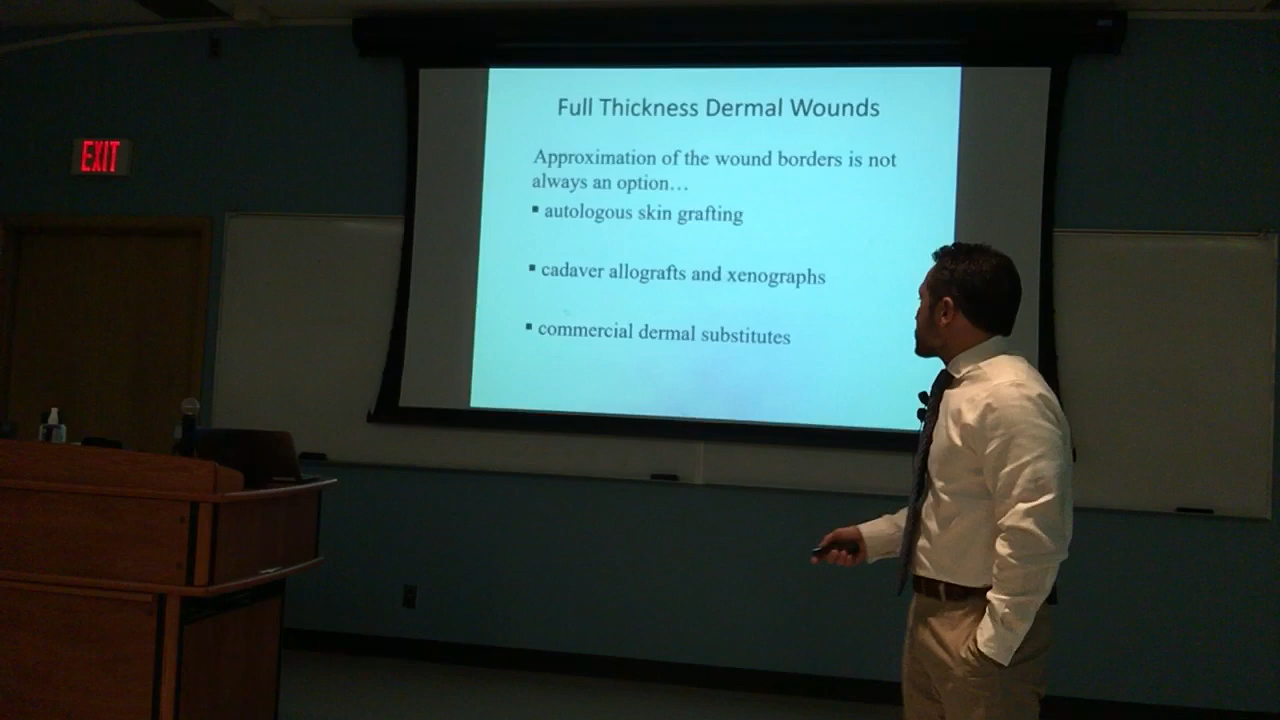 EXIT
Full Thickness Dermal Wounds
Approximation of the wound borders is not
always an option…
▪ autologous skin grafting
▪ cadaver allografts and xenographs
▪ commercial dermal substitutes